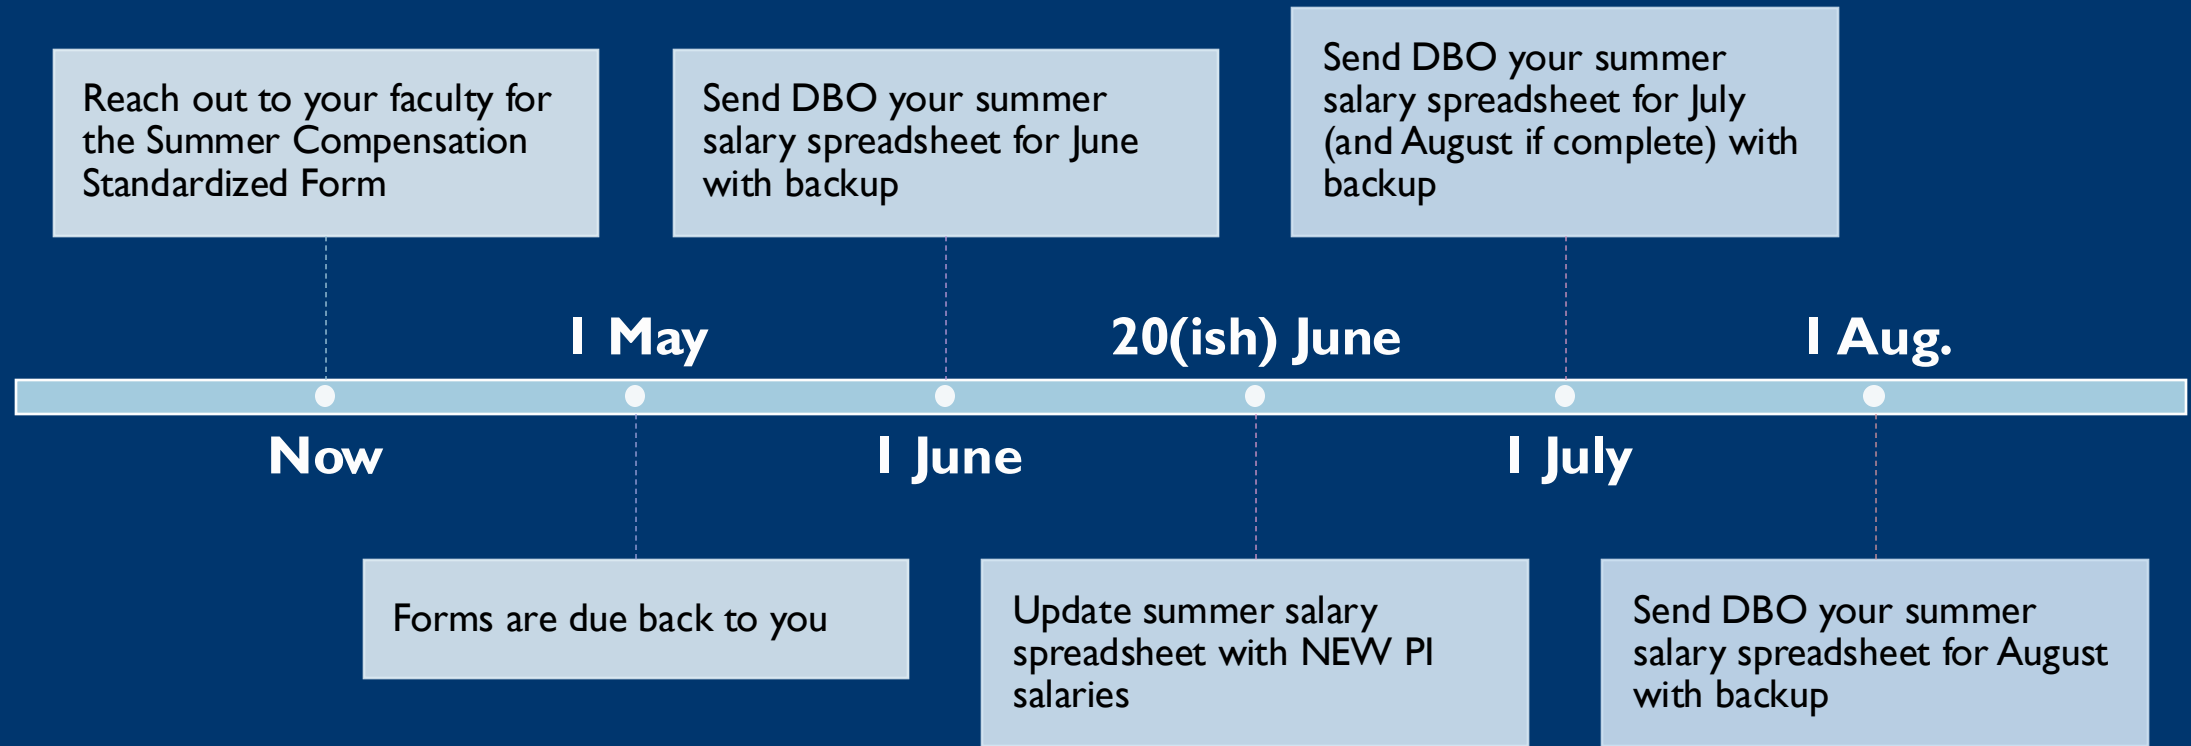 Reach out to your faculty for
the Summer Compensation
Standardized Form
Send DBO your summer
salary spreadsheet for June
with backup
Send DBO your summer
salary spreadsheet for July
(and August if complete) with
backup
1 May
20(ish) June
1 Aug.
Now
1 June
1 July
Forms are due back to you
Update summer salary
spreadsheet with NEW PI
salaries
Send DBO your summer
salary spreadsheet for August
with backup